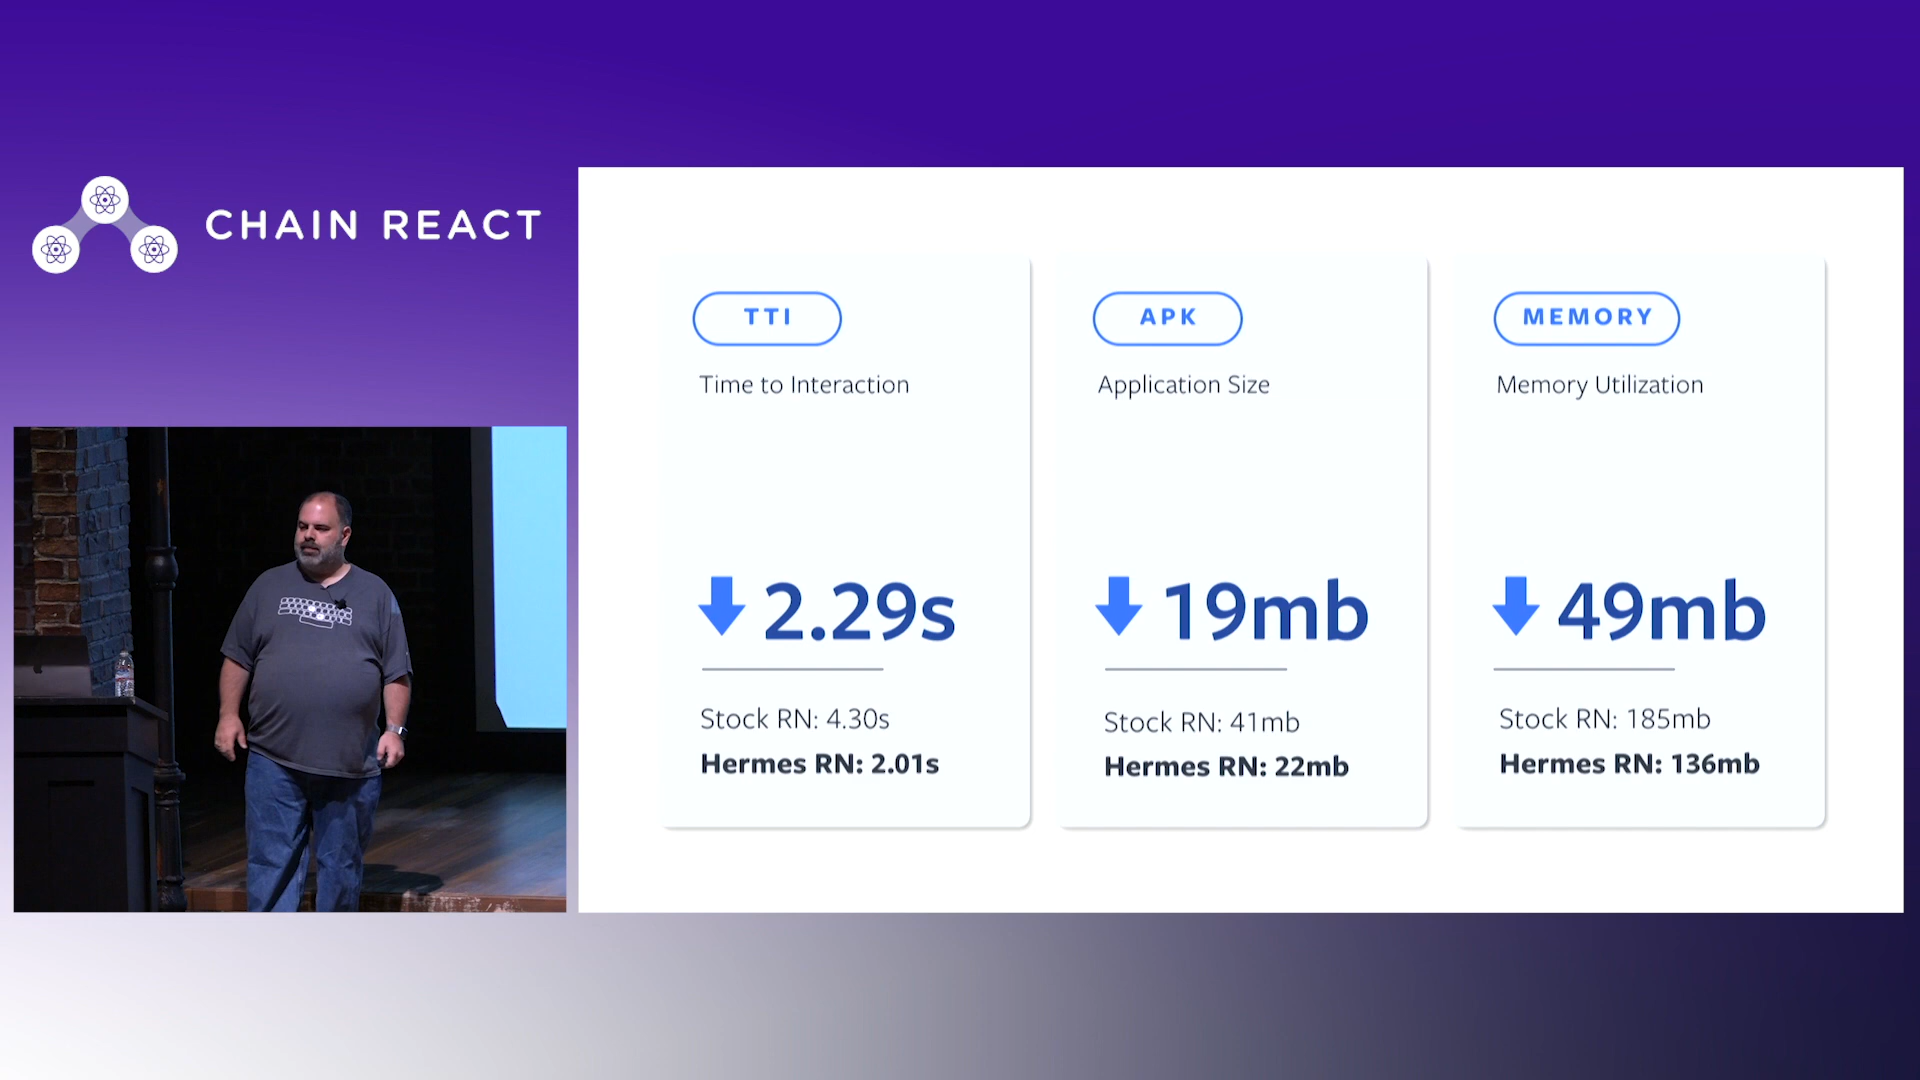 CHAIN REACT
TTI
Time to Interaction
2.29s
Stock RN: 4.30s
Hermes RN: 2.01s
APK
Application Size
19mb
Stock RN: 41mb
Hermes RN: 22mb
MEMORY
Memory Utilization
49mb
Stock RN: 185mb
Hermes RN: 136mb